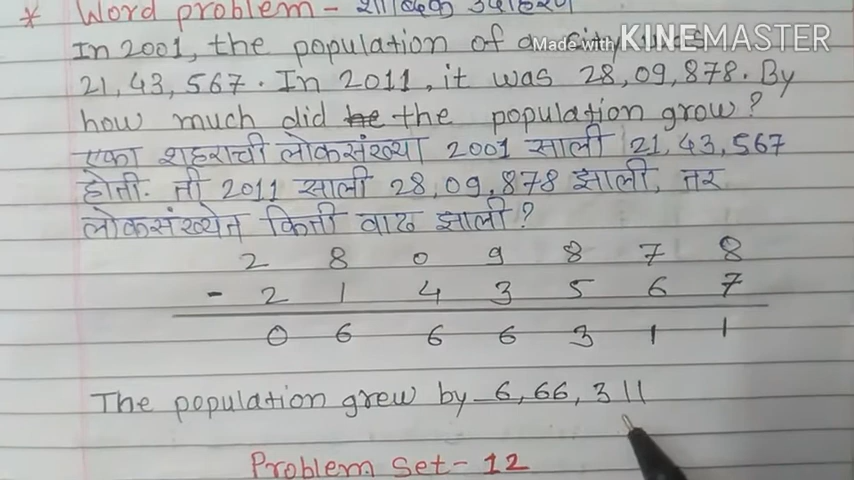 * Word problem - शाब्दिक उदाहरण
In 2001, the population of a city
Made with KINEMASTER
21,43,567. In 2011, it was 28,09,878. By
how much did he the population grow?
एका शहराची लोकसंख्या 2001 साली 21,43,567
होती. ती 2011 साली 28,09,878 झाली, तर
लोकसंख्येत किती वाढ झाली?
2 8 0 9 8 7 8
- 2 1 4 3 5 6 7
0 6 6 6 3 1 1
The population grew by 6,66,311
Problem Set - 12